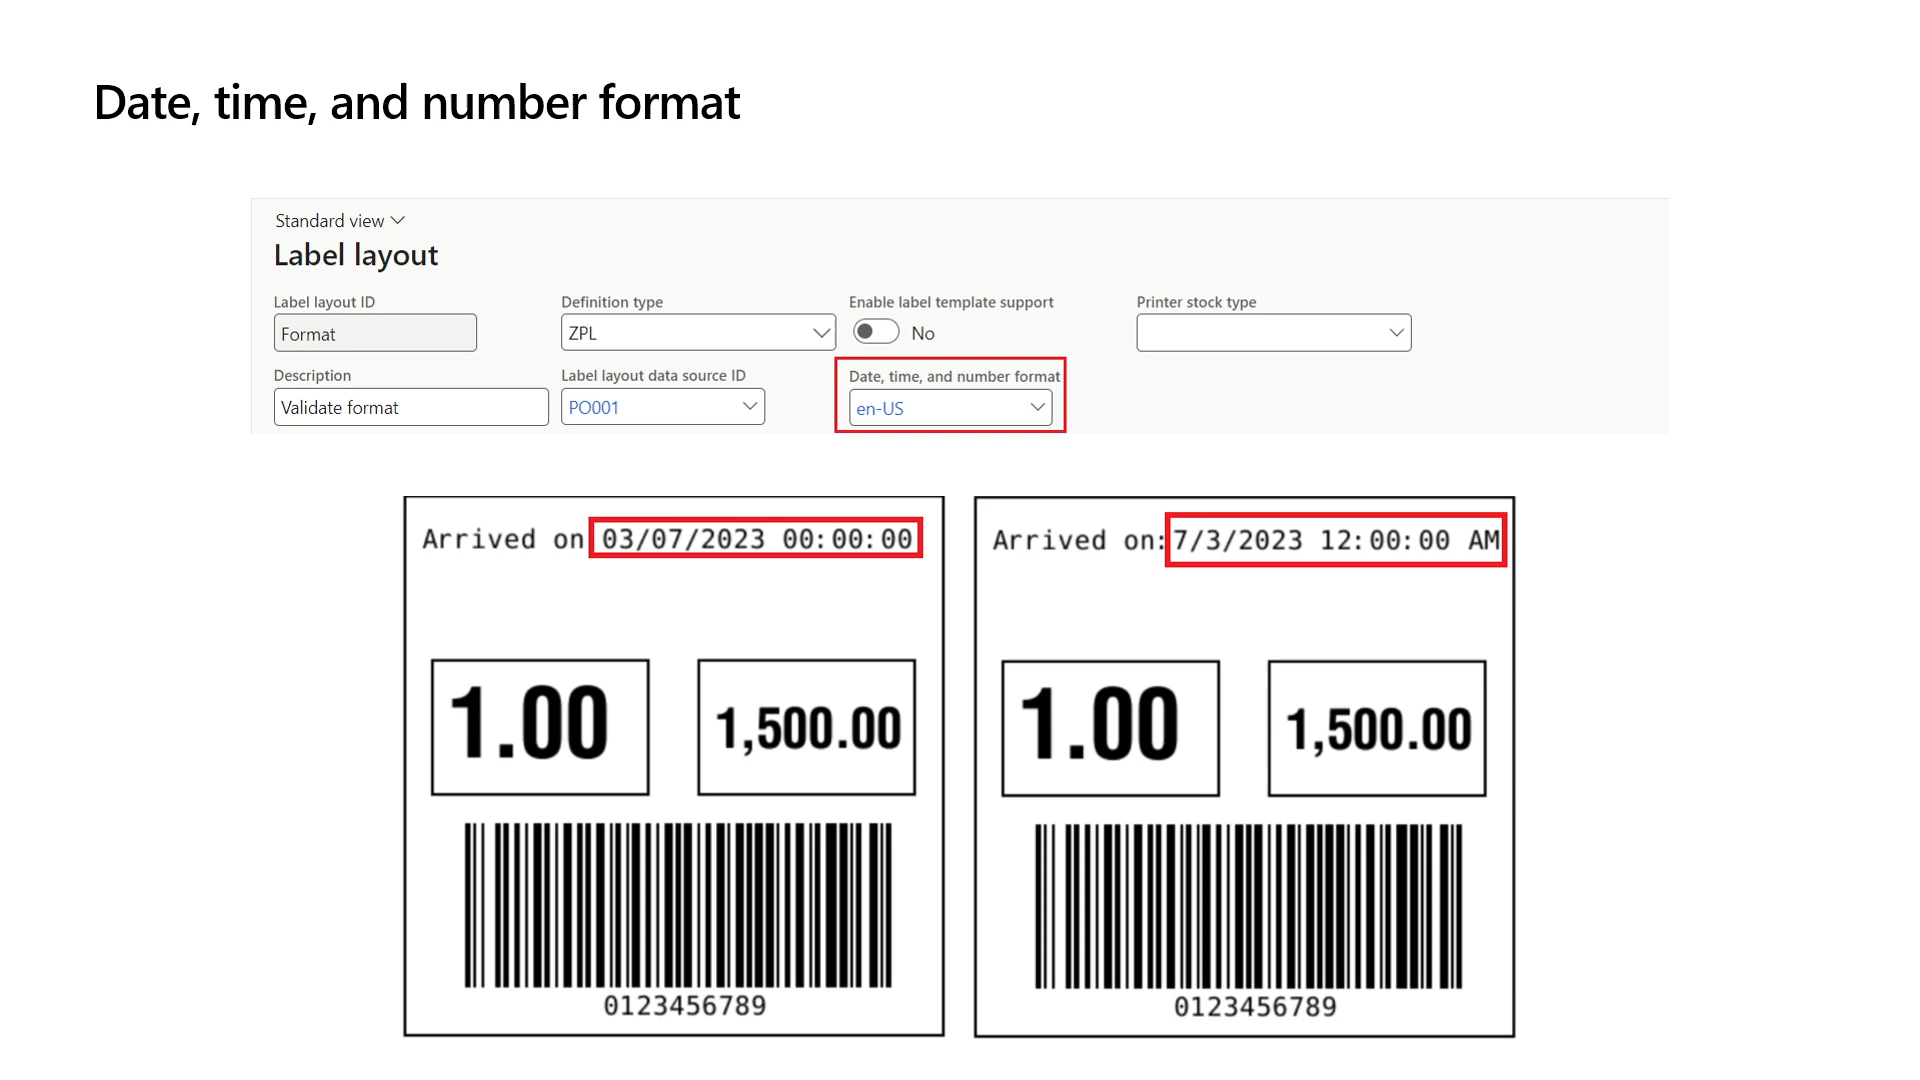 Date, time, and number format
Standard view
Label layout
Label layout ID
Definition type
Enable label template support
Printer stock type
Format
ZPL
No
Description
Label layout data source ID
Date, time, and number format
Validate format
PO001
en-US
Arrived on 03/07/2023 00:00:00
1.00
1,500.00
0123456789
Arrived on: 7/3/2023 12:00:00 AM
1.00
1,500.00
0123456789